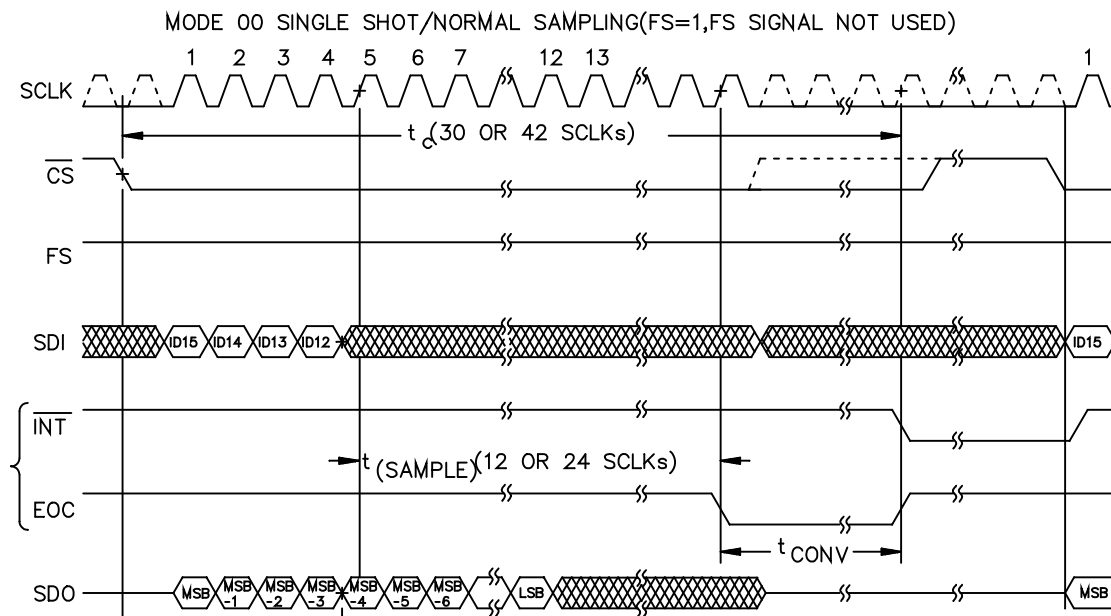 MODE 00 SINGLE SHOT/NORMAL SAMPLING(FS=1,FS SIGNAL NOT USED)
1 2 3 4 5 6 7 12 13 1
SCLK
tc(30 OR 42 SCLKs)
CS
FS
SDI ID15 ID14 ID13 ID12 ID15
INT
t(SAMPLE)(12 OR 24 SCLKs)
EOC
tCONV
SDO MSB MSB-1 MSB-2 MSB-3 MSB-4 MSB-5 MSB-6 LSB MSB